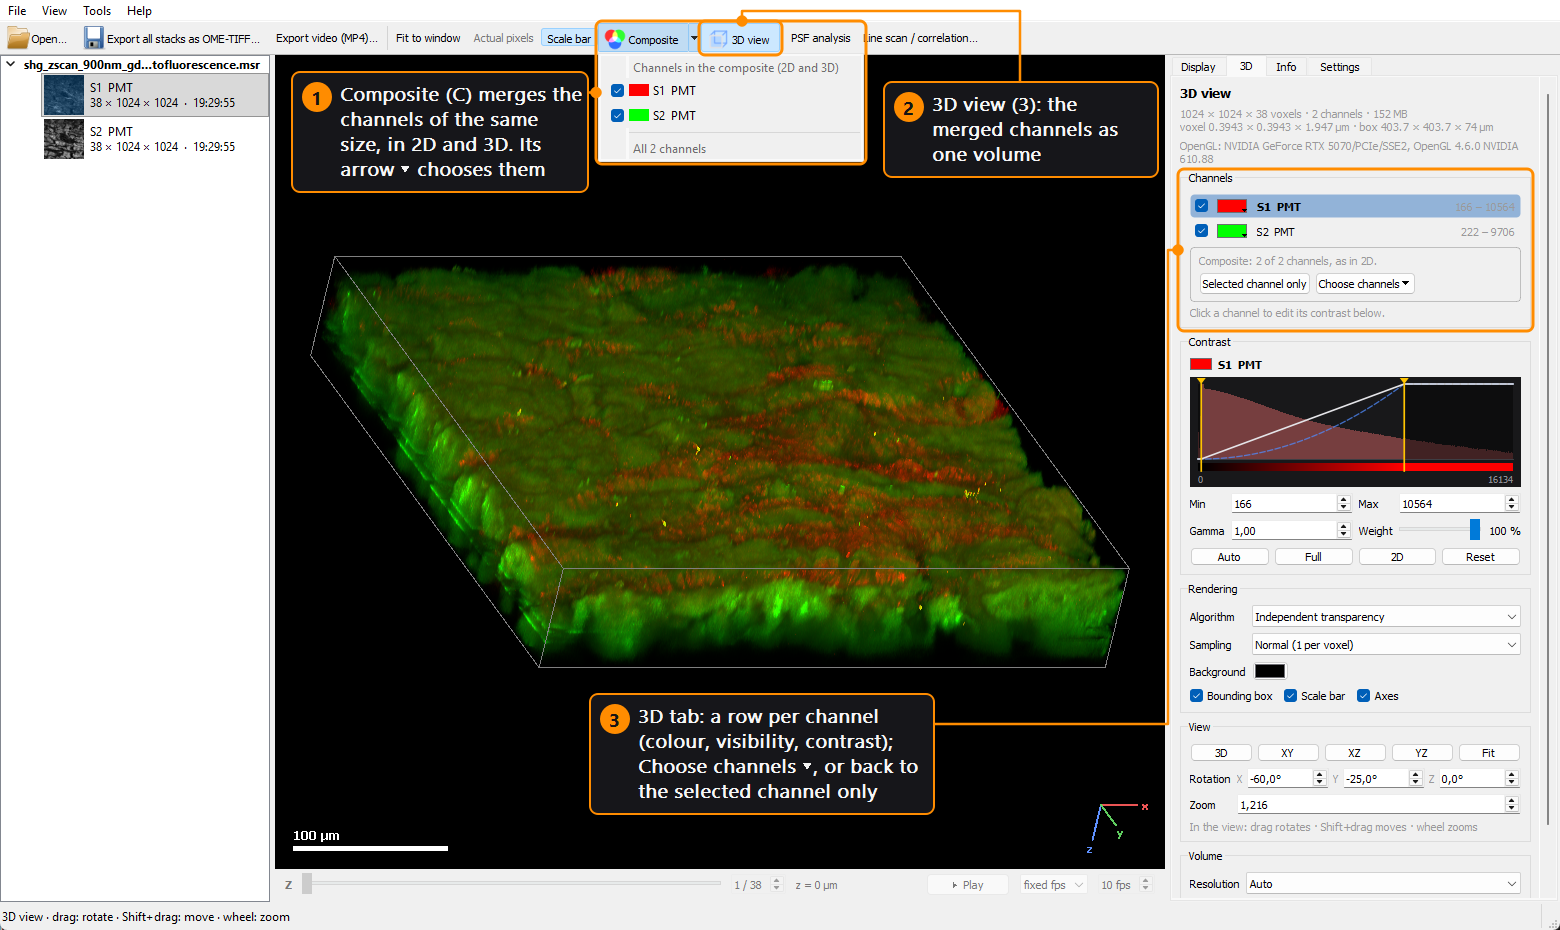 File View Tools Help
Open... Export all stacks as OME-TIFF... Export video (MP4)... Fit to window Actual pixels Scale bar Composite 3D view PSF analysis Line scan / correlation...
shg_zscan_900nm_gd...tofluorescence.msr
S1 PMT
38 × 1024 × 1024 · 19:29:55
S2 PMT
38 × 1024 × 1024 · 19:29:55
Channels in the composite (2D and 3D)
S1 PMT
S2 PMT
All 2 channels
1 Composite (C) merges the
channels of the same
size, in 2D and 3D. Its
arrow ▾ chooses them
2 3D view (3): the
merged channels as
one volume
3 3D tab: a row per channel
(colour, visibility, contrast);
Choose channels ▾, or back to
the selected channel only
100 µm
x
y
z
Z 1 / 38 z = 0 µm Play fixed fps 10 fps
3D view · drag: rotate · Shift+drag: move · wheel: zoom
Display 3D Info Settings
3D view
1024 × 1024 × 38 voxels · 2 channels · 152 MB
voxel 0.3943 × 0.3943 × 1.947 µm · box 403.7 × 403.7 × 74 µm
OpenGL: NVIDIA GeForce RTX 5070/PCIe/SSE2, OpenGL 4.6.0 NVIDIA
610.88
Channels
S1 PMT 166 – 10564
S2 PMT 222 – 9706
Composite: 2 of 2 channels, as in 2D.
Selected channel only Choose channels ▾
Click a channel to edit its contrast below.
Contrast
S1 PMT
0 16134
Min 166 Max 10564
Gamma 1,00 Weight 100 %
Auto Full 2D Reset
Rendering
Algorithm Independent transparency
Sampling Normal (1 per voxel)
Background
Bounding box Scale bar Axes
View
3D XY XZ YZ Fit
Rotation X -60,0° Y -25,0° Z 0,0°
Zoom 1,216
In the view: drag rotates · Shift+drag moves · wheel zooms
Volume
Resolution Auto